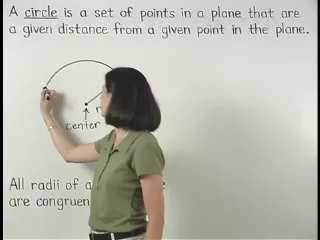 A circle is a set of points in a plane that are
a given distance from a given point in the plane.
r
center
All radii of a
are congruen